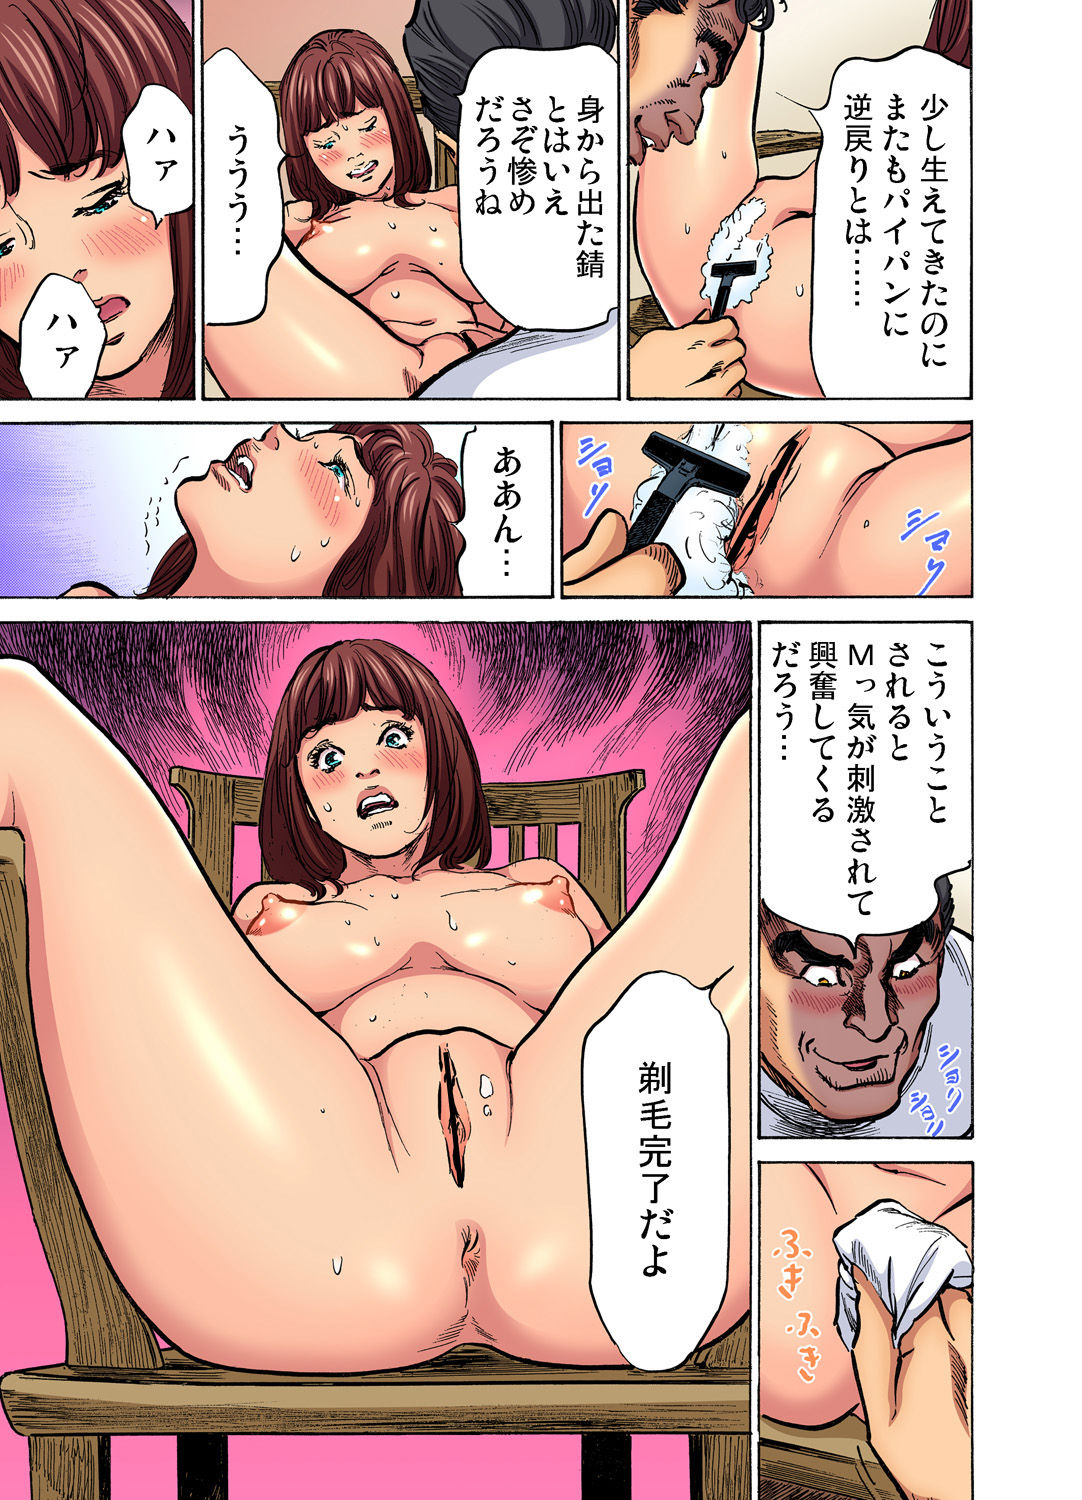 少し生えてきたのに
またもパイパンに
逆戻りとは……
身から出た錆
とはいえ
さぞ惨め
だろうね
ううう…
ハァ
ハァ
ショリ
ジョリ
ああん…
こういうこと
されると
Mっ気が刺激されて
興奮してくる
だろう…
ショリ
ショリ
ふき
ふき
剃毛完了だよ